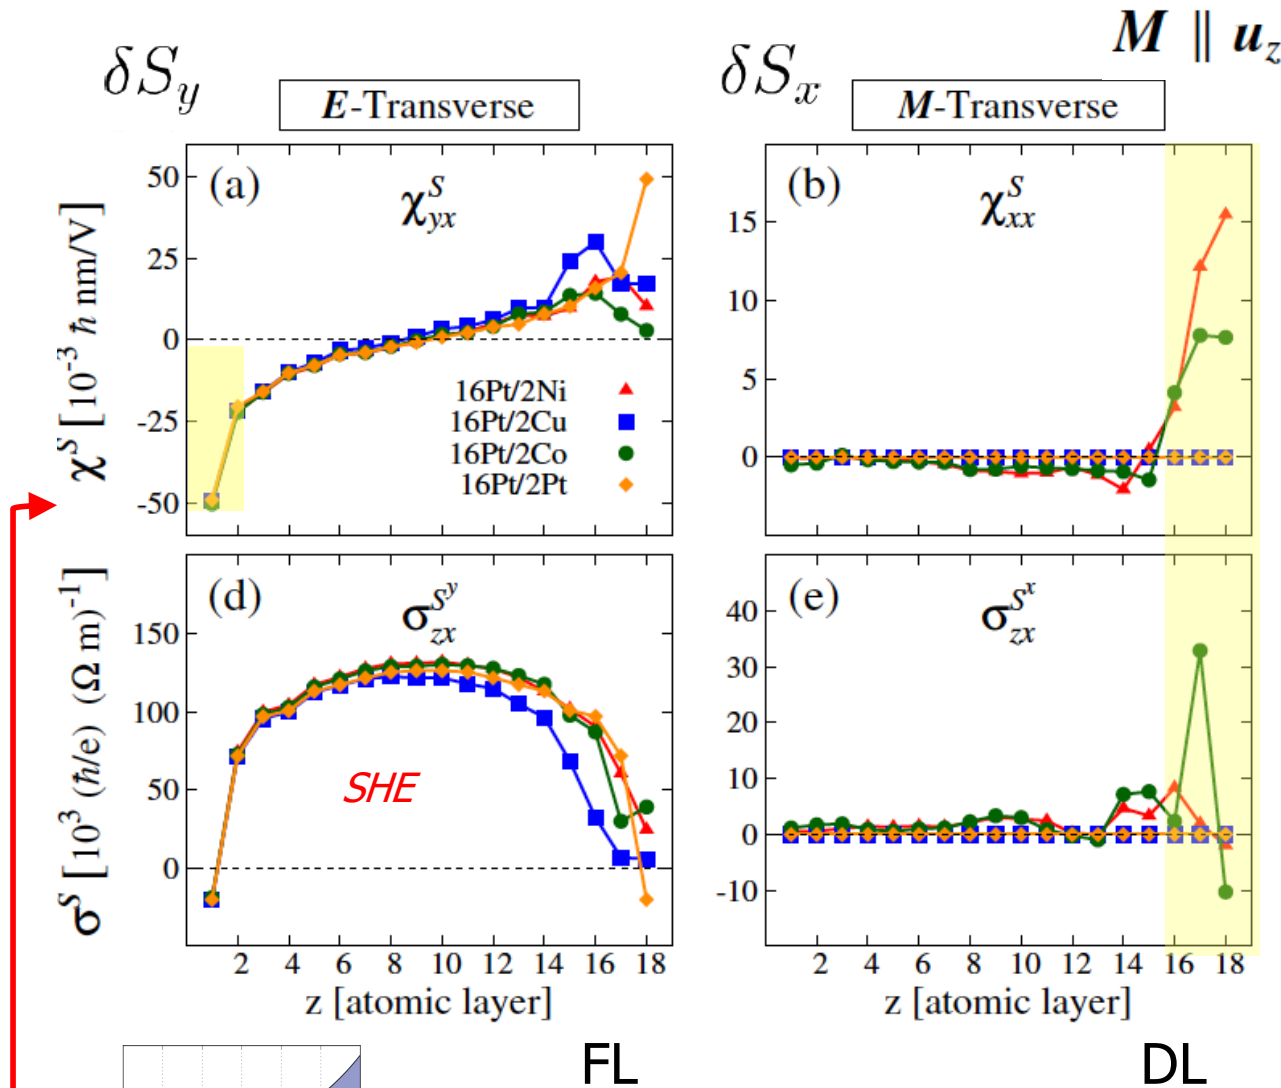 M ∥ u_z
δS_y
δS_x
E-Transverse
M-Transverse
(a)
χ^S_yx
(b)
χ^S_xx
χ^S [10^-3 ℏ nm/V]
50
25
0
-25
-50
15
10
5
0
16Pt/2Ni
16Pt/2Cu
16Pt/2Co
16Pt/2Pt
(d)
σ^{S^y}_zx
(e)
σ^{S^x}_zx
σ^S [10^3 (ℏ/e) (Ω m)^-1]
150
100
50
0
40
30
20
10
0
-10
SHE
2 4 6 8 10 12 14 16 18
2 4 6 8 10 12 14 16 18
z [atomic layer]
z [atomic layer]
FL
DL